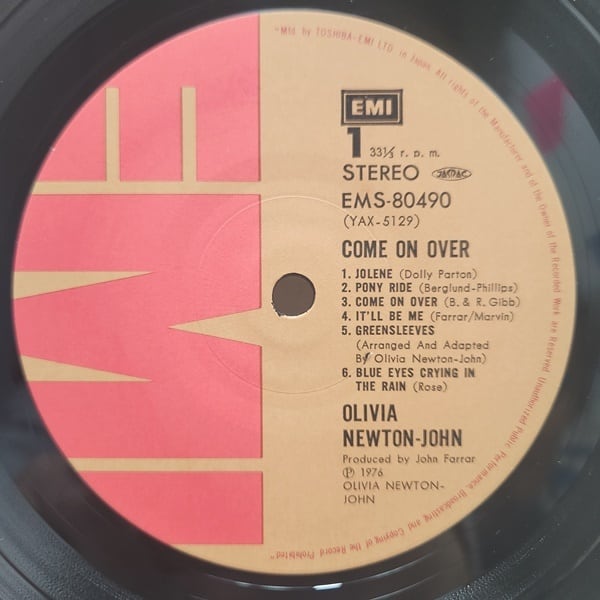 "Mfd. by TOSHIBA-EMI LTD. in Japan. All rights of the Manufacturer and of the Owner of the Recorded Work are Reserved. Unauthorized Public Performance, Broadcasting and Copying of the Record Prohibited"
EMI
1 33⅓ r. p. m.
STEREO JASRAC
EMS-80490
(YAX-5129)
COME ON OVER
1. JOLENE (Dolly Parton)
2. PONY RIDE (Berglund-Phillips)
3. COME ON OVER (B. & R. Gibb)
4. IT'LL BE ME (Farrar/Marvin)
5. GREENSLEEVES
(Arranged And Adapted
By Olivia Newton-John)
6. BLUE EYES CRYING IN
THE RAIN (Rose)
OLIVIA
NEWTON-JOHN
Produced by John Farrar
℗ 1976
OLIVIA NEWTON-
JOHN
EMI